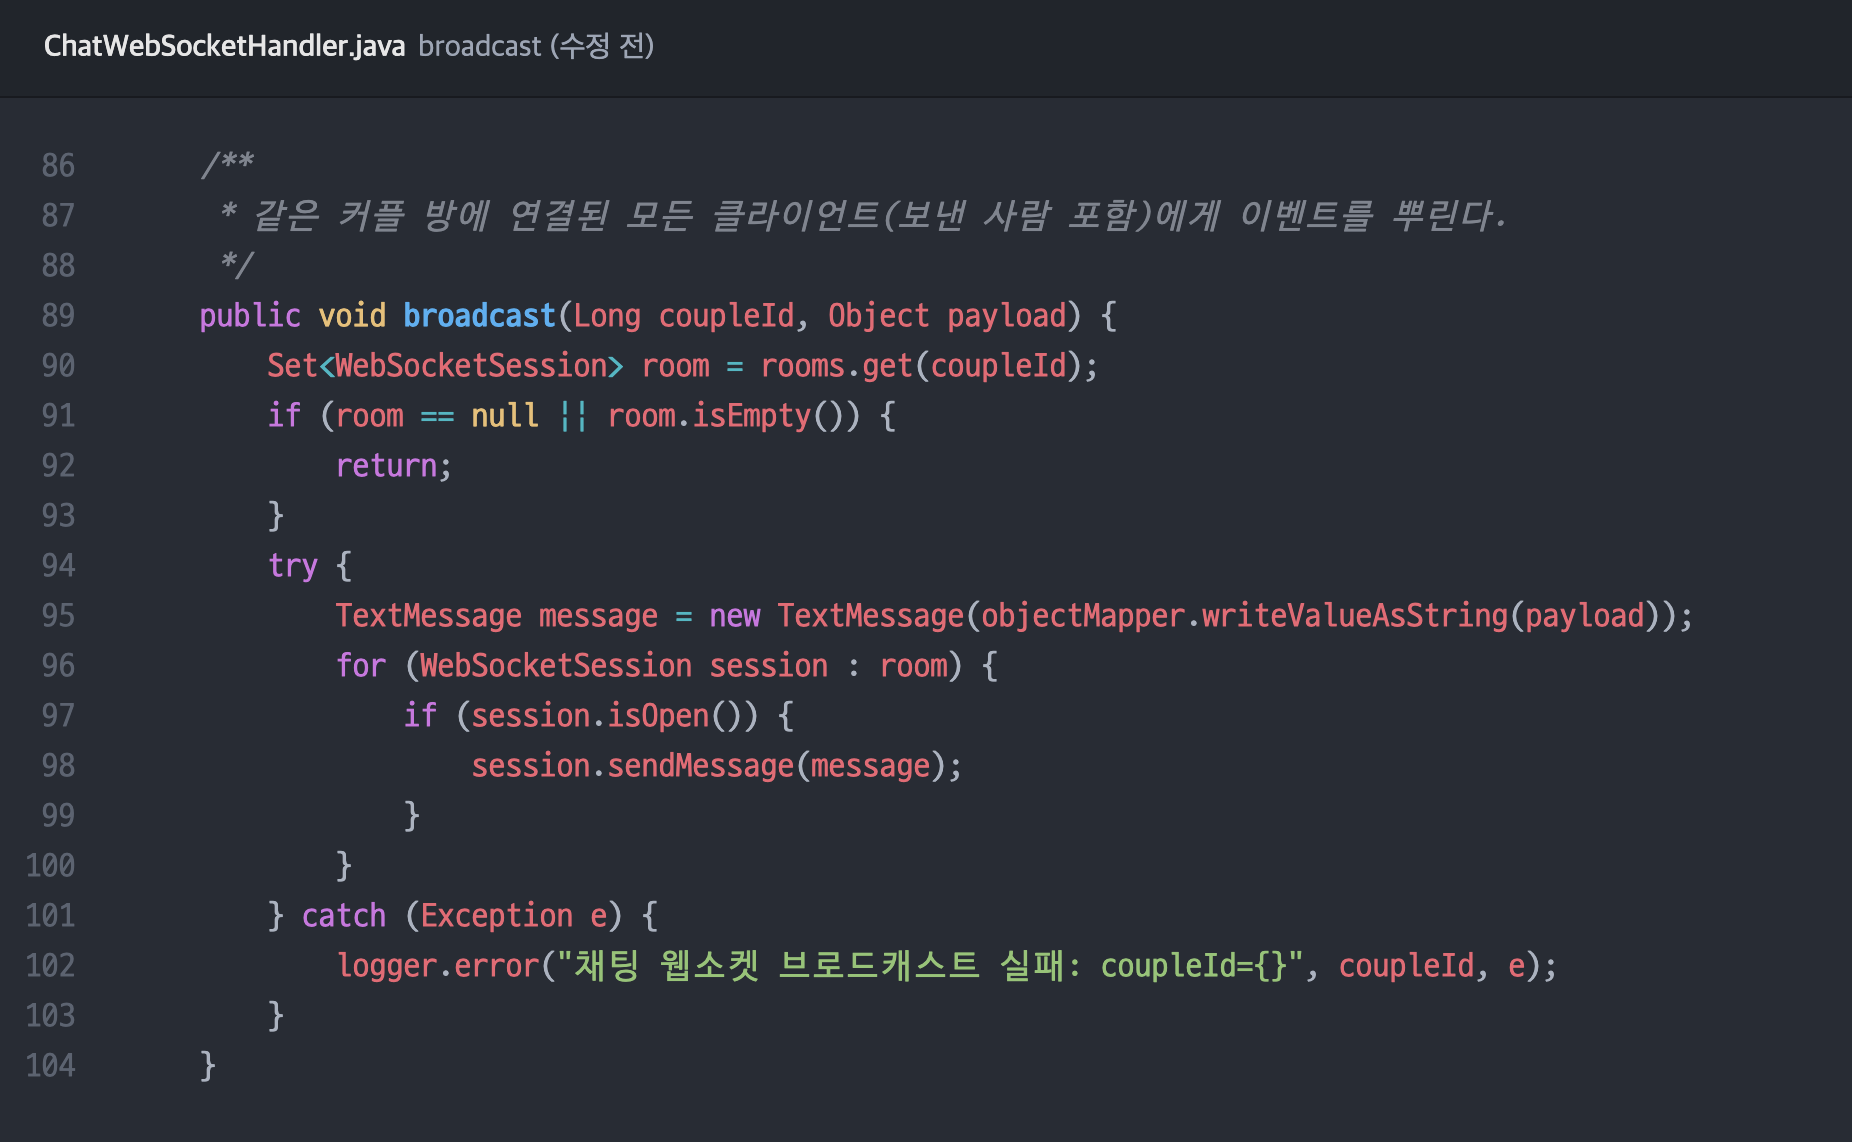 ChatWebSocketHandler.java broadcast (수정 전)
86 /**
87 * 같은 커플 방에 연결된 모든 클라이언트(보낸 사람 포함)에게 이벤트를 뿌린다.
88 */
89 public void broadcast(Long coupleId, Object payload) {
90 Set<WebSocketSession> room = rooms.get(coupleId);
91 if (room == null || room.isEmpty()) {
92 return;
93 }
94 try {
95 TextMessage message = new TextMessage(objectMapper.writeValueAsString(payload));
96 for (WebSocketSession session : room) {
97 if (session.isOpen()) {
98 session.sendMessage(message);
99 }
100 }
101 } catch (Exception e) {
102 logger.error("채팅 웹소켓 브로드캐스트 실패: coupleId={}", coupleId, e);
103 }
104 }